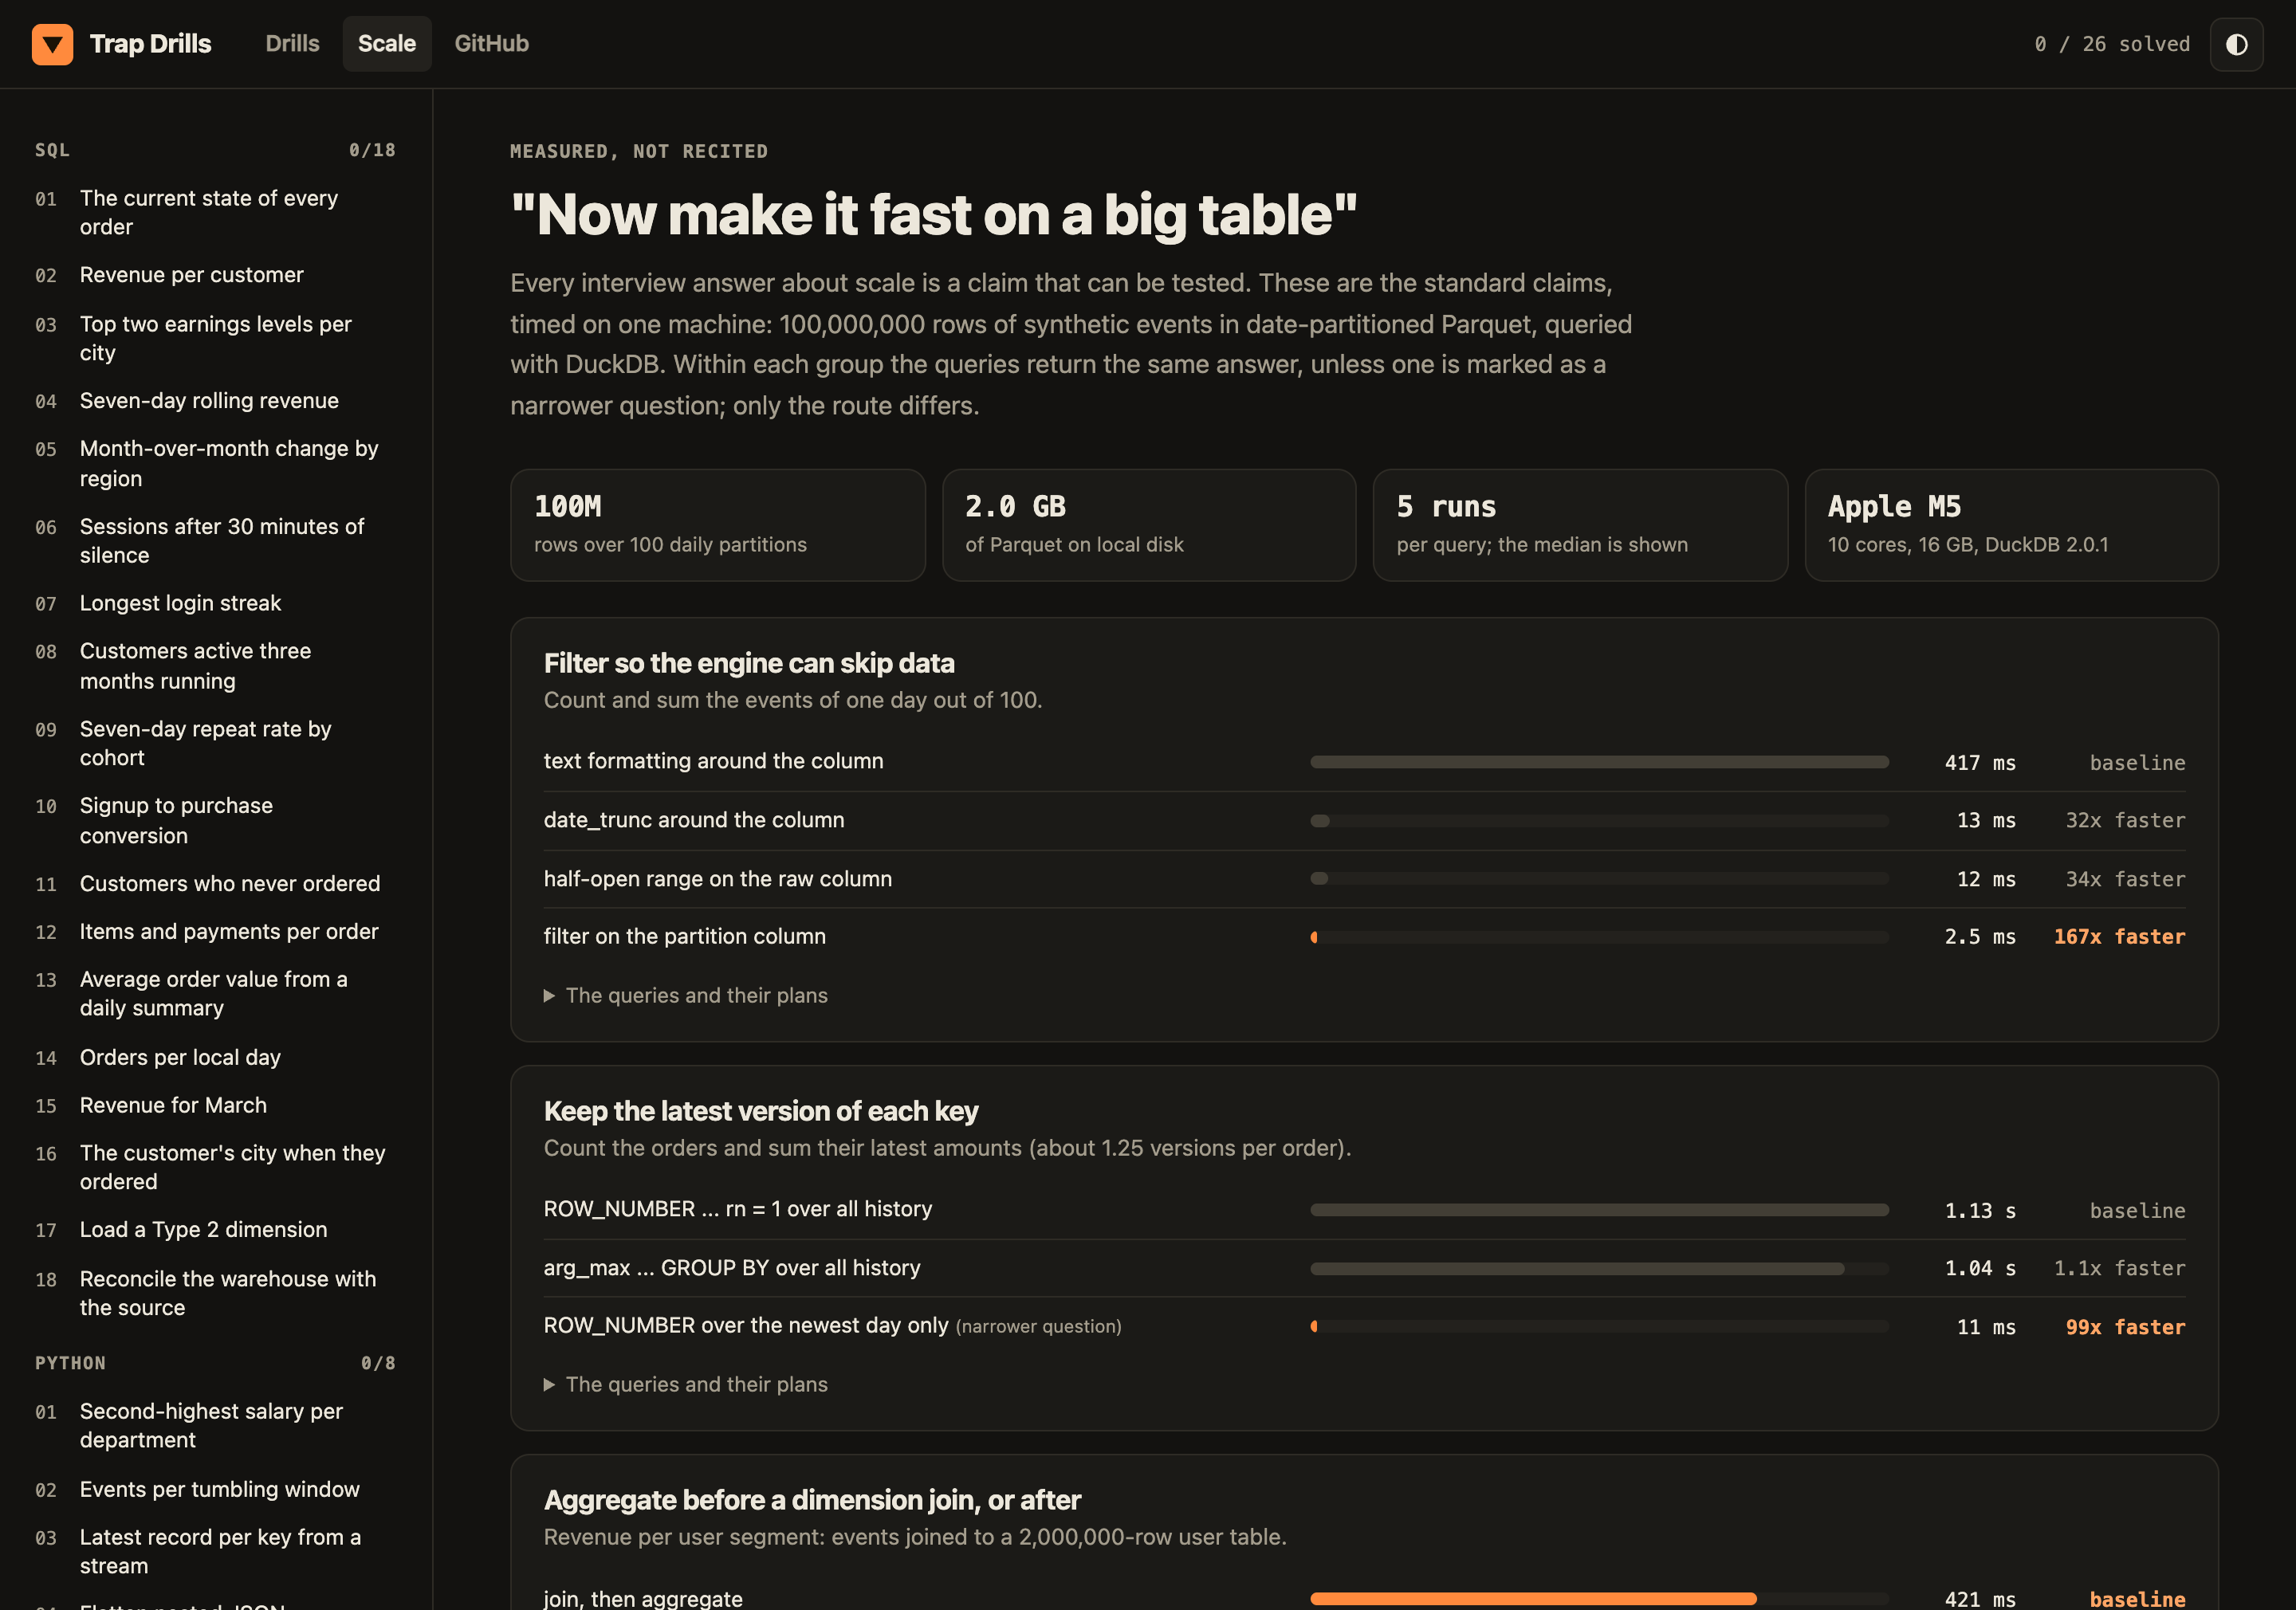 Trap Drills
Drills
Scale
GitHub
0 / 26 solved
SQL 0/18
01 The current state of every
order
02 Revenue per customer
03 Top two earnings levels per
city
04 Seven-day rolling revenue
05 Month-over-month change by
region
06 Sessions after 30 minutes of
silence
07 Longest login streak
08 Customers active three
months running
09 Seven-day repeat rate by
cohort
10 Signup to purchase
conversion
11 Customers who never ordered
12 Items and payments per order
13 Average order value from a
daily summary
14 Orders per local day
15 Revenue for March
16 The customer's city when they
ordered
17 Load a Type 2 dimension
18 Reconcile the warehouse with
the source
PYTHON 0/8
01 Second-highest salary per
department
02 Events per tumbling window
03 Latest record per key from a
stream
MEASURED, NOT RECITED
"Now make it fast on a big table"
Every interview answer about scale is a claim that can be tested. These are the standard claims,
timed on one machine: 100,000,000 rows of synthetic events in date-partitioned Parquet, queried
with DuckDB. Within each group the queries return the same answer, unless one is marked as a
narrower question; only the route differs.
100M
rows over 100 daily partitions
2.0 GB
of Parquet on local disk
5 runs
per query; the median is shown
Apple M5
10 cores, 16 GB, DuckDB 2.0.1
Filter so the engine can skip data
Count and sum the events of one day out of 100.
text formatting around the column 417 ms baseline
date_trunc around the column 13 ms 32x faster
half-open range on the raw column 12 ms 34x faster
filter on the partition column 2.5 ms 167x faster
▶ The queries and their plans
Keep the latest version of each key
Count the orders and sum their latest amounts (about 1.25 versions per order).
ROW_NUMBER ... rn = 1 over all history 1.13 s baseline
arg_max ... GROUP BY over all history 1.04 s 1.1x faster
ROW_NUMBER over the newest day only (narrower question) 11 ms 99x faster
▶ The queries and their plans
Aggregate before a dimension join, or after
Revenue per user segment: events joined to a 2,000,000-row user table.
join, then aggregate 421 ms baseline